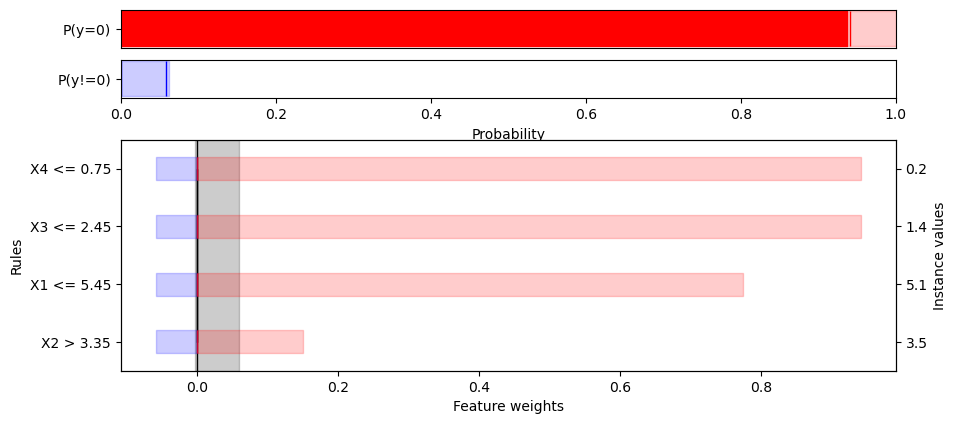 P(y=0)
P(y!=0)
0.0 0.2 0.4 0.6 0.8 1.0
Probability
X4 <= 0.75 0.2
X3 <= 2.45 1.4
X1 <= 5.45 5.1
X2 > 3.35 3.5
Rules
Instance values
0.0 0.2 0.4 0.6 0.8
Feature weights